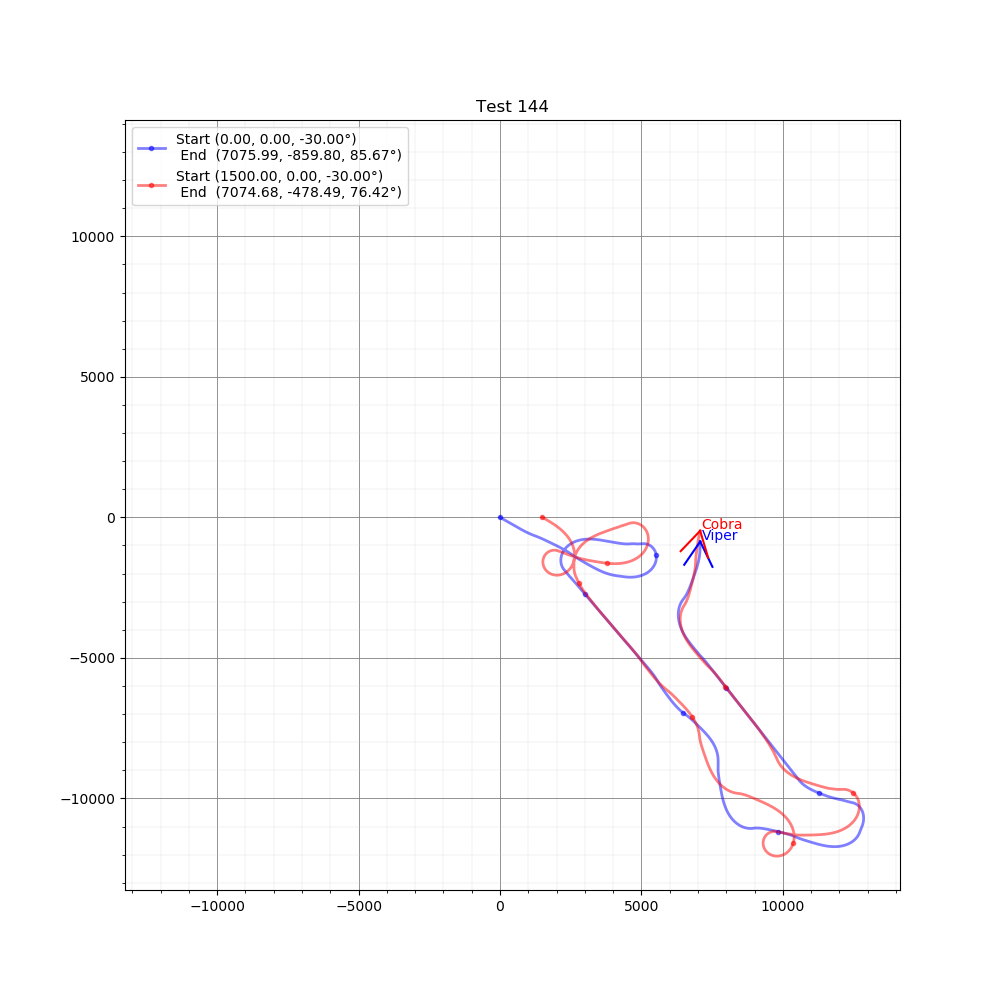 Test 144
Start (0.00, 0.00, -30.00°)
End (7075.99, -859.80, 85.67°)
Start (1500.00, 0.00, -30.00°)
End (7074.68, -478.49, 76.42°)
10000
5000
0
−5000
−10000
Cobra
Viper
−10000
−5000
0
5000
10000